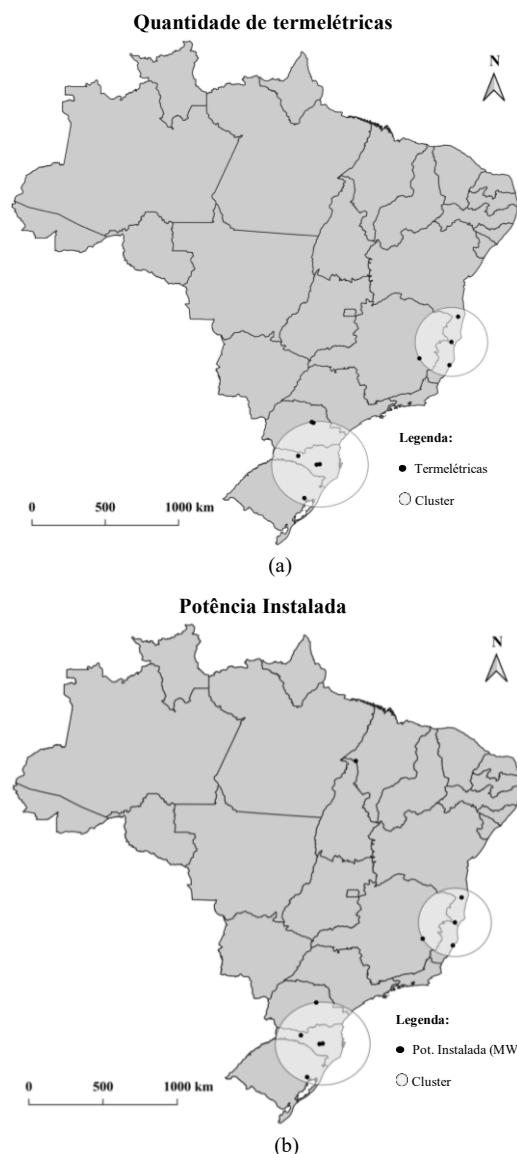 Quantidade de termelétricas
N
Legenda:
Termelétricas
Cluster
0 500 1000 km
(a)
Potência Instalada
N
Legenda:
Pot. Instalada (MW
Cluster
0 500 1000 km
(b)